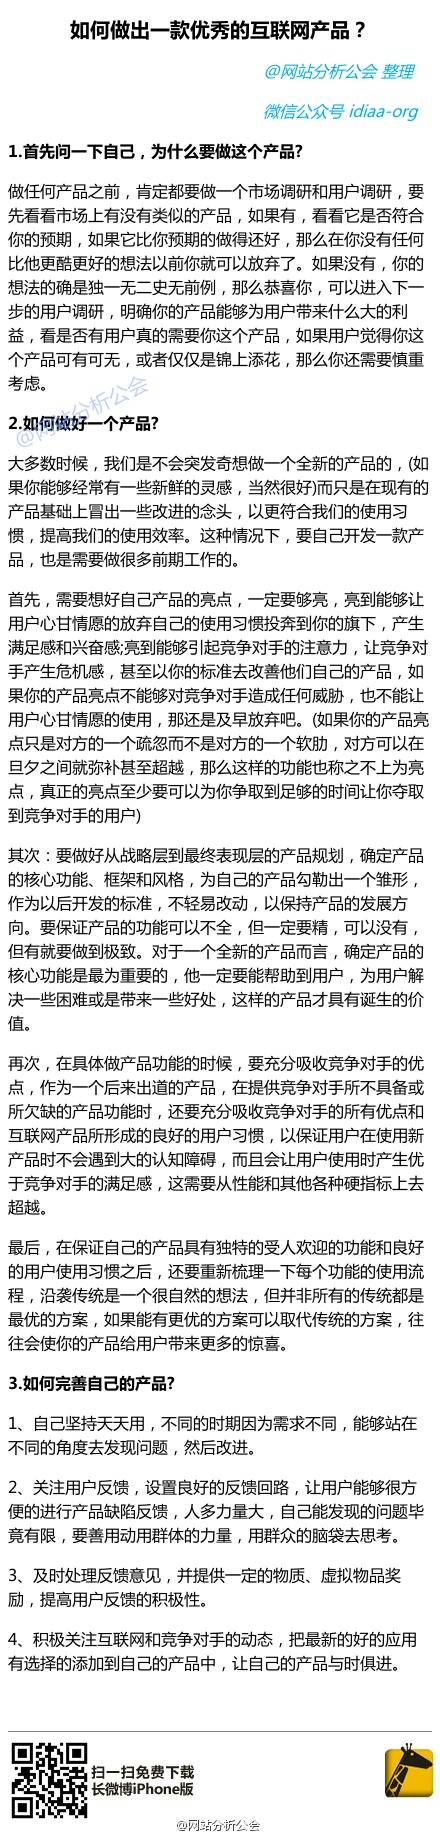 如何做出一款优秀的互联网产品？
@网站分析公会 整理
微信公众号 idiaa-org
1.首先问一下自己，为什么要做这个产品?
做任何产品之前，肯定都要做一个市场调研和用户调研，要
先看看市场上有没有类似的产品，如果有，看看它是否符合
你的预期，如果它比你预期的做得还好，那么在你没有任何
比他更酷更好的想法以前你就可以放弃了。如果没有，你的
想法的确是独一无二史无前例，那么恭喜你，可以进入下一
步的用户调研，明确你的产品能够为用户带来什么大的利
益，看是否有用户真的需要你这个产品，如果用户觉得你这
个产品可有可无，或者仅仅是锦上添花，那么你还需要慎重
考虑。
@网站分析公会
2.如何做好一个产品?
大多数时候，我们是不会突发奇想做一个全新的产品的，(如
果你能够经常有一些新鲜的灵感，当然很好)而只是在现有的
产品基础上冒出一些改进的念头，以更符合我们的使用习
惯，提高我们的使用效率。这种情况下，要自己开发一款产
品，也是需要做很多前期工作的。
首先，需要想好自己产品的亮点，一定要够亮，亮到能够让
用户心甘情愿的放弃自己的使用习惯投奔到你的旗下，产生
满足感和兴奋感;亮到能够引起竞争对手的注意力，让竞争对
手产生危机感，甚至以你的标准去改善他们自己的产品，如
果你的产品亮点不能够对竞争对手造成任何威胁，也不能让
用户心甘情愿的使用，那还是及早放弃吧。(如果你的产品亮
点只是对方的一个疏忽而不是对方的一个软肋，对方可以在
旦夕之间就弥补甚至超越，那么这样的功能也称之不上为亮
点，真正的亮点至少要可以为你争取到足够的时间让你夺取
到竞争对手的用户)
其次：要做好从战略层到最终表现层的产品规划，确定产品
的核心功能、框架和风格，为自己的产品勾勒出一个雏形，
作为以后开发的标准，不轻易改动，以保持产品的发展方
向。要保证产品的功能可以不全，但一定要精，可以没有，
但有就要做到极致。对于一个全新的产品而言，确定产品的
核心功能是最为重要的，他一定要能帮助到用户，为用户解
决一些困难或是带来一些好处，这样的产品才具有诞生的价
值。
再次，在具体做产品功能的时候，要充分吸收竞争对手的优
点，作为一个后来出道的产品，在提供竞争对手所不具备或
所欠缺的产品功能时，还要充分吸收竞争对手的所有优点和
互联网产品所形成的良好的用户习惯，以保证用户在使用新
产品时不会遇到大的认知障碍，而且会让用户使用时产生优
于竞争对手的满足感，这需要从性能和其他各种硬指标上去
超越。
最后，在保证自己的产品具有独特的受人欢迎的功能和良好
的用户使用习惯之后，还要重新梳理一下每个功能的使用流
程，沿袭传统是一个很自然的想法，但并非所有的传统都是
最优的方案，如果能有更优的方案可以取代传统的方案，往
往会使你的产品给用户带来更多的惊喜。
3.如何完善自己的产品?
1、自己坚持天天用，不同的时期因为需求不同，能够站在
不同的角度去发现问题，然后改进。
2、关注用户反馈，设置良好的反馈回路，让用户能够很方
便的进行产品缺陷反馈，人多力量大，自己能发现的问题毕
竟有限，要善用动用群体的力量，用群众的脑袋去思考。
3、及时处理反馈意见，并提供一定的物质、虚拟物品奖
励，提高用户反馈的积极性。
4、积极关注互联网和竞争对手的动态，把最新的好的应用
有选择的添加到自己的产品中，让自己的产品与时俱进。
扫一扫免费下载
长微博iPhone版
@网站分析公会